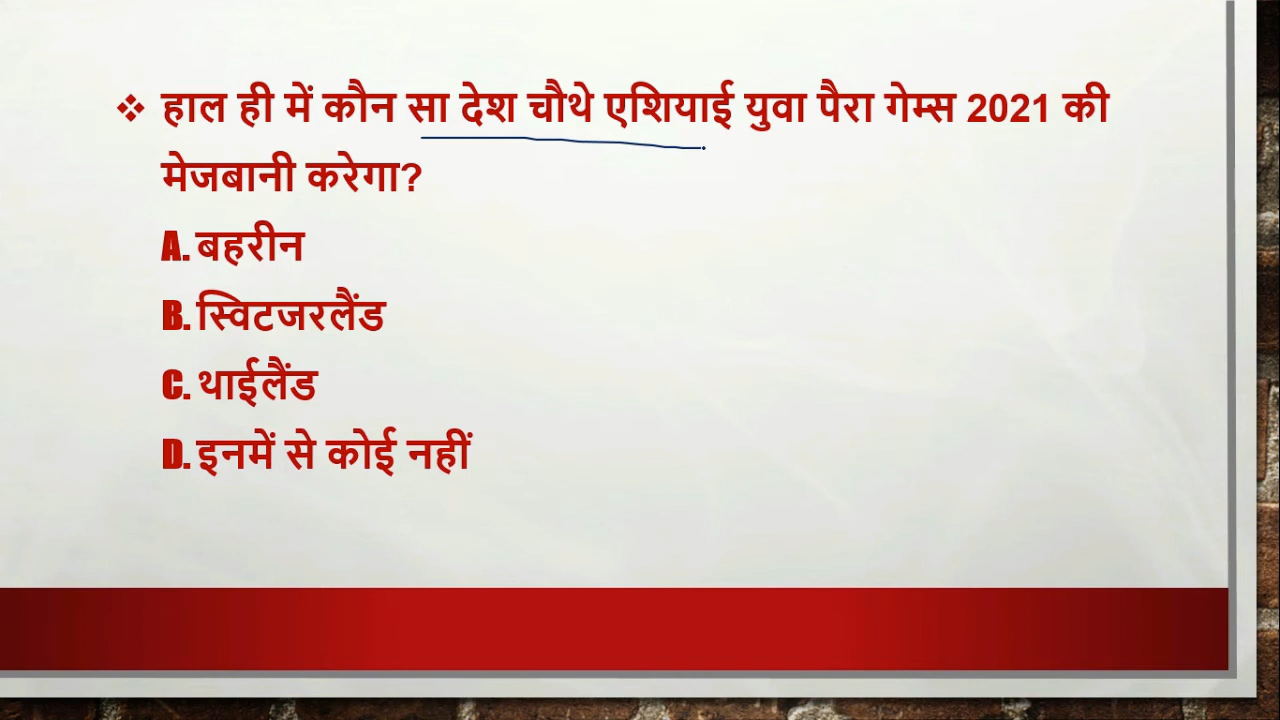 ❖ हाल ही में कौन सा देश चौथे एशियाई युवा पैरा गेम्स 2021 की
मेजबानी करेगा?
A. बहरीन
B. स्विटजरलैंड
C. थाईलैंड
D. इनमें से कोई नहीं